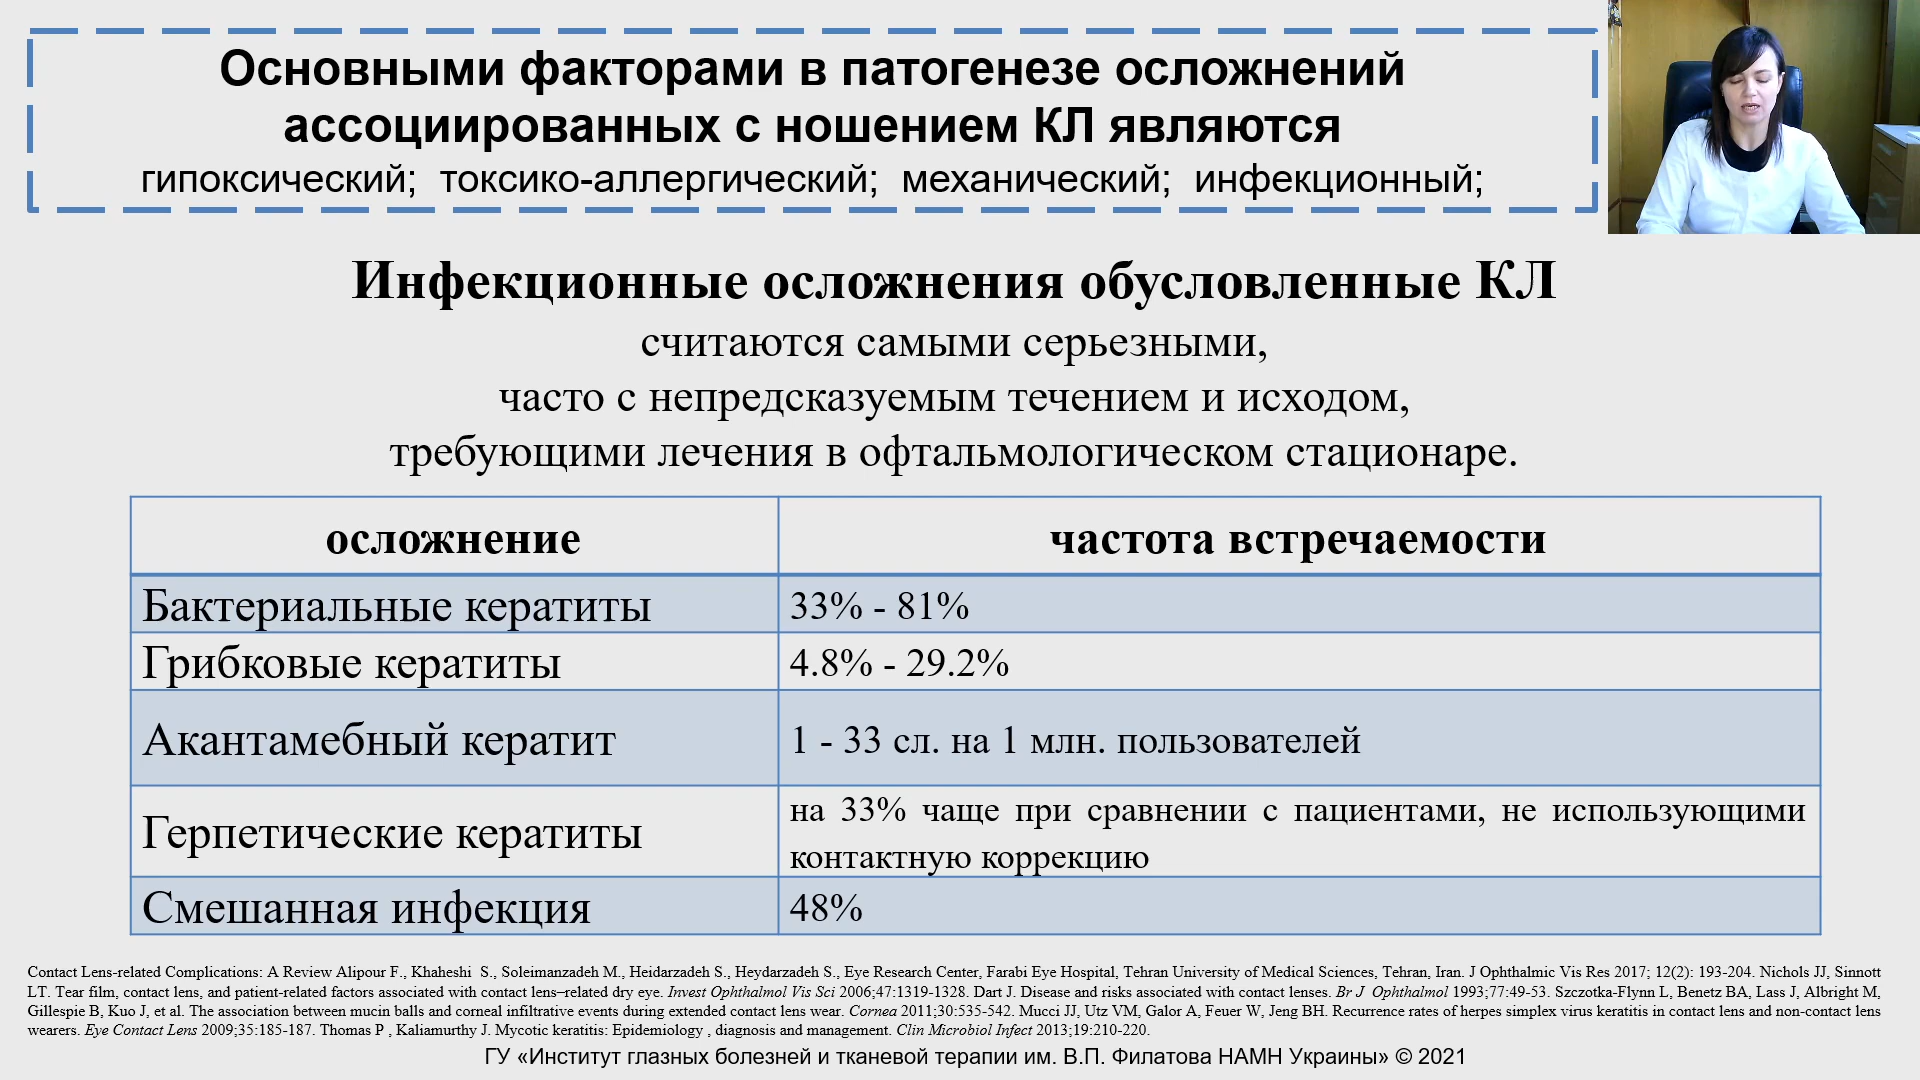 Основными факторами в патогенезе осложнений
ассоциированных с ношением КЛ являются
гипоксический; токсико-аллергический; механический; инфекционный;
Инфекционные осложнения обусловленные КЛ
считаются самыми серьезными,
часто с непредсказуемым течением и исходом,
требующими лечения в офтальмологическом стационаре.
осложнение частота встречаемости
Бактериальные кератиты 33% - 81%
Грибковые кератиты 4.8% - 29.2%
Акантамебный кератит 1 - 33 сл. на 1 млн. пользователей
Герпетические кератиты на 33% чаще при сравнении с пациентами, не использующими
контактную коррекцию
Смешанная инфекция 48%
Contact Lens-related Complications: A Review Alipour F., Khaheshi S., Soleimanzadeh M., Heidarzadeh S., Heydarzadeh S., Eye Research Center, Farabi Eye Hospital, Tehran University of Medical Sciences, Tehran, Iran. J Ophthalmic Vis Res 2017; 12(2): 193-204. Nichols JJ, Sinnott
LT. Tear film, contact lens, and patient-related factors associated with contact lens–related dry eye. Invest Ophthalmol Vis Sci 2006;47:1319-1328. Dart J. Disease and risks associated with contact lenses. Br J Ophthalmol 1993;77:49-53. Szczotka-Flynn L, Benetz BA, Lass J, Albright M,
Gillespie B, Kuo J, et al. The association between mucin balls and corneal infiltrative events during extended contact lens wear. Cornea 2011;30:535-542. Mucci JJ, Utz VM, Galor A, Feuer W, Jeng BH. Recurrence rates of herpes simplex virus keratitis in contact lens and non-contact lens
wearers. Eye Contact Lens 2009;35:185-187. Thomas P , Kaliamurthy J. Mycotic keratitis: Epidemiology , diagnosis and management. Clin Microbiol Infect 2013;19:210-220.
ГУ «Институт глазных болезней и тканевой терапии им. В.П. Филатова НАМН Украины» © 2021